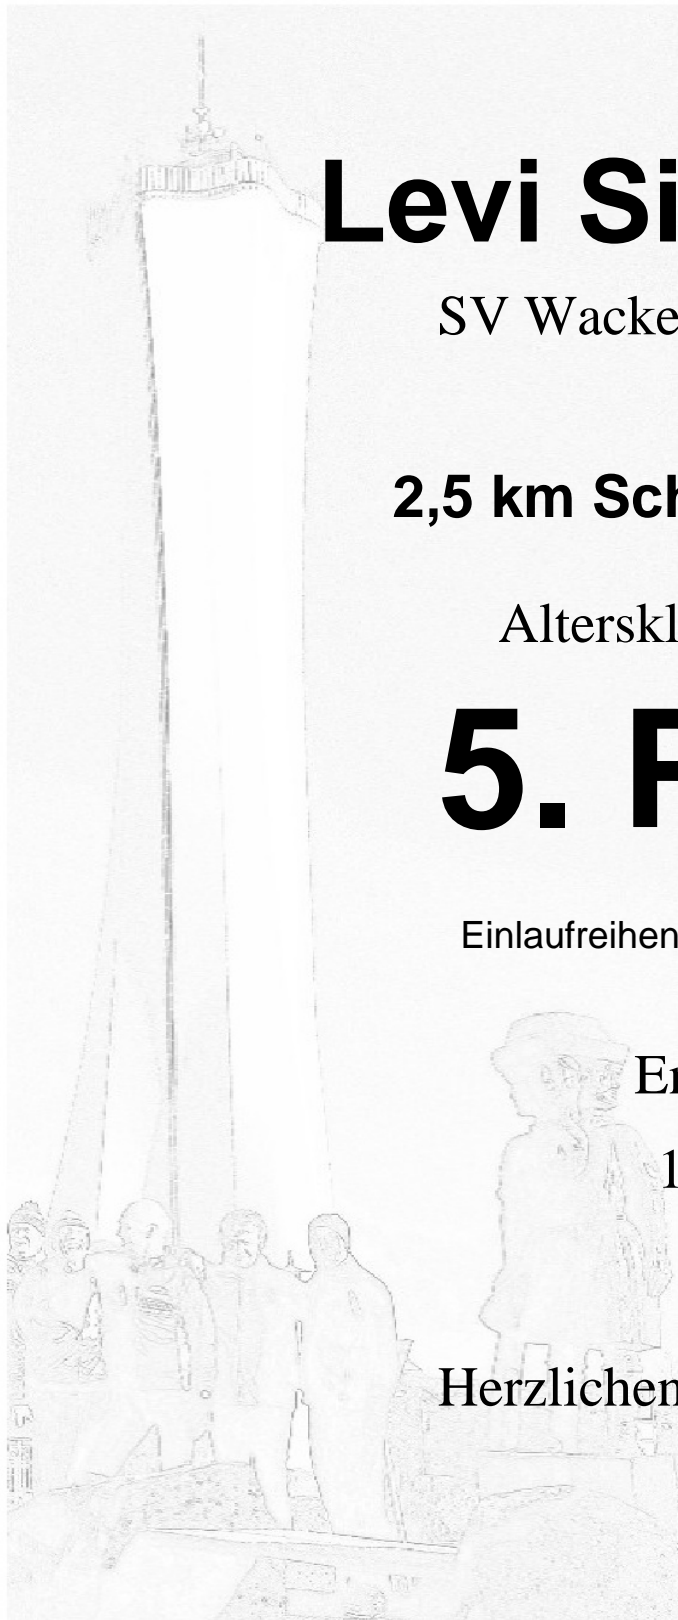 Levi Si
SV Wacke
2,5 km Sch
Alterskl
5. P
Einlaufreihen
Er
1
Herzlichen